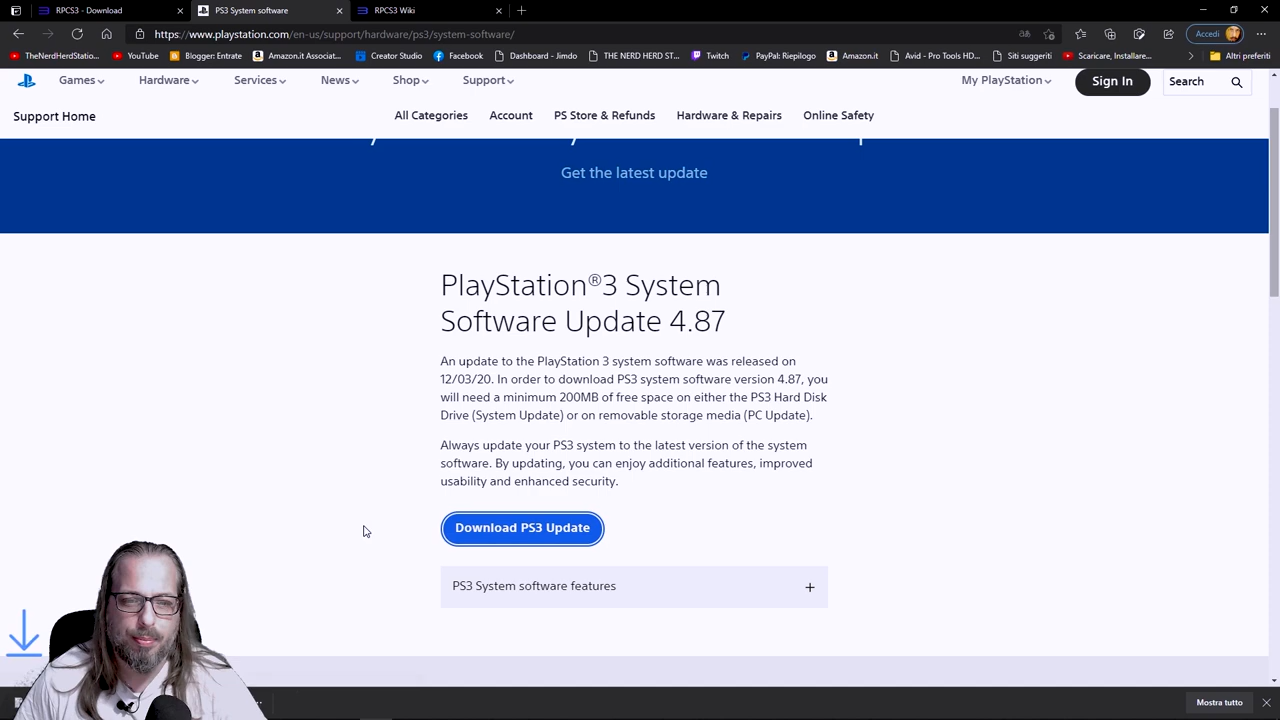 RPCS3 - Download
PS3 System software
RPCS3 Wiki
https://www.playstation.com/en-us/support/hardware/ps3/system-software/
Accedi
TheNerdHerdStation...
YouTube
Blogger: Entrate
Amazon.it Associat...
Creator Studio
Facebook
Dashboard - Jimdo
THE NERD HERD ST...
Twitch
PayPal: Riepilogo
Amazon.it
Avid - Pro Tools HD...
Siti suggeriti
Scaricare, Installare...
Altri preferiti
Games
Hardware
Services
News
Shop
Support
My PlayStation
Sign In
Search
Support Home
All Categories
Account
PS Store & Refunds
Hardware & Repairs
Online Safety
Get the latest update
PlayStation®3 System
Software Update 4.87
An update to the PlayStation 3 system software was released on
12/03/20. In order to download PS3 system software version 4.87, you
will need a minimum 200MB of free space on either the PS3 Hard Disk
Drive (System Update) or on removable storage media (PC Update).
Always update your PS3 system to the latest version of the system
software. By updating, you can enjoy additional features, improved
usability and enhanced security.
Download PS3 Update
PS3 System software features
Mostra tutto